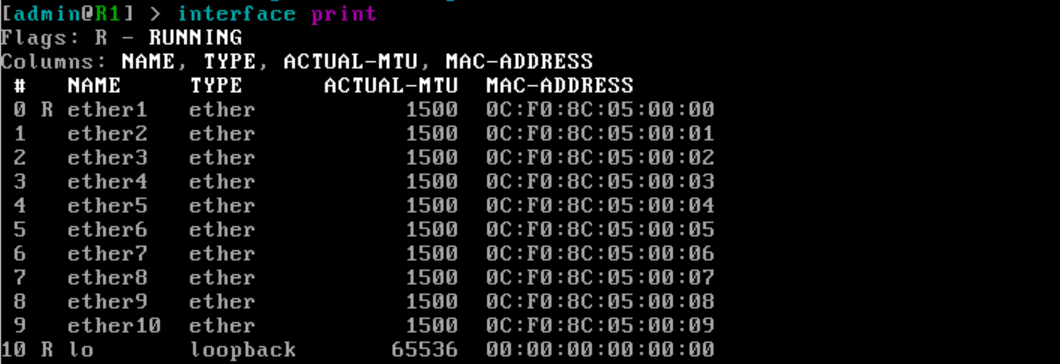 [admin@R1] > interface print
Flags: R - RUNNING
Columns: NAME, TYPE, ACTUAL-MTU, MAC-ADDRESS
#    NAME     TYPE      ACTUAL-MTU  MAC-ADDRESS
0 R ether1   ether           1500  0C:F0:8C:05:00:00
1   ether2   ether           1500  0C:F0:8C:05:00:01
2   ether3   ether           1500  0C:F0:8C:05:00:02
3   ether4   ether           1500  0C:F0:8C:05:00:03
4   ether5   ether           1500  0C:F0:8C:05:00:04
5   ether6   ether           1500  0C:F0:8C:05:00:05
6   ether7   ether           1500  0C:F0:8C:05:00:06
7   ether8   ether           1500  0C:F0:8C:05:00:07
8   ether9   ether           1500  0C:F0:8C:05:00:08
9   ether10  ether           1500  0C:F0:8C:05:00:09
10 R lo       loopback       65536  00:00:00:00:00:00